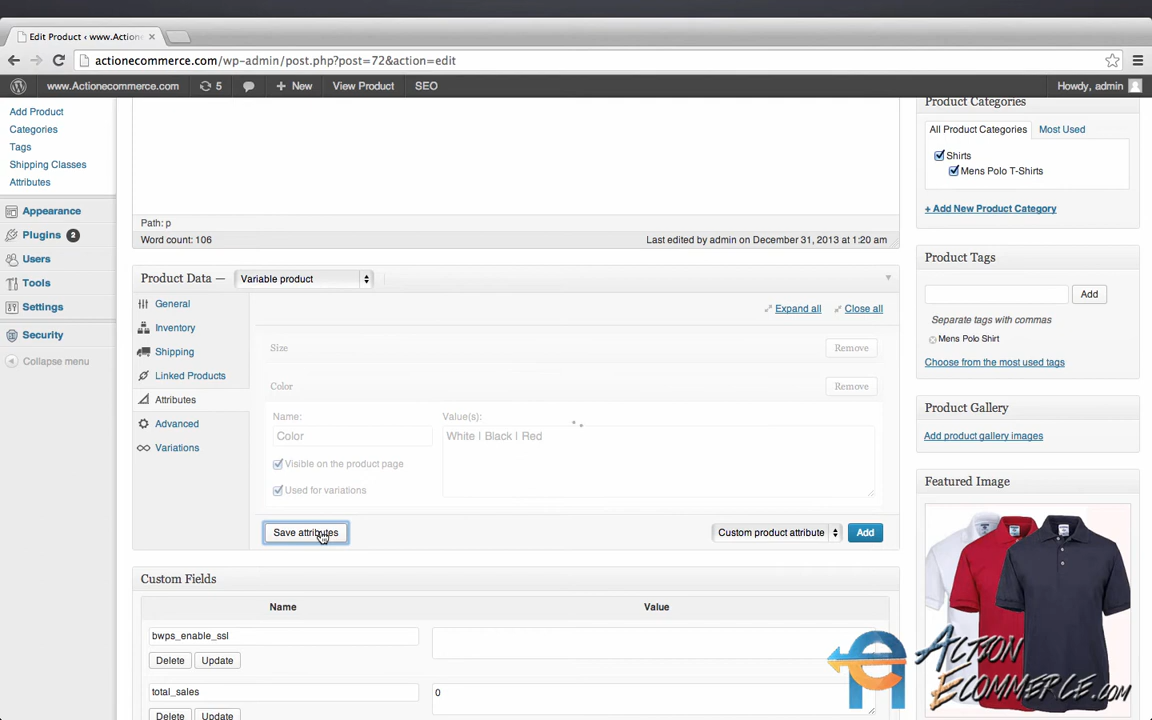 Edit Product ‹ www.Action
actionecommerce.com/wp-admin/post.php?post=72&action=edit
www.Actionecommerce.com 5 New View Product SEO Howdy, admin
Add Product
Categories
Tags
Shipping Classes
Attributes
Appearance
Plugins 2
Users
Tools
Settings
Security
Collapse menu
Path: p
Word count: 106 Last edited by admin on December 31, 2013 at 1:20 am
Product Data — Variable product
General
Inventory
Shipping
Linked Products
Attributes
Advanced
Variations
Expand all Close all
Size Remove
Color Remove
Name: Value(s):
Color White | Black | Red
Visible on the product page
Used for variations
Save attributes Custom product attribute Add
Custom Fields
Name Value
bwps_enable_ssl
Delete Update
total_sales 0
Delete Update
Product Categories
All Product Categories Most Used
Shirts
Mens Polo T-Shirts
+ Add New Product Category
Product Tags
Add
Separate tags with commas
Mens Polo Shirt
Choose from the most used tags
Product Gallery
Add product gallery images
Featured Image
Action
Ecommerce.com